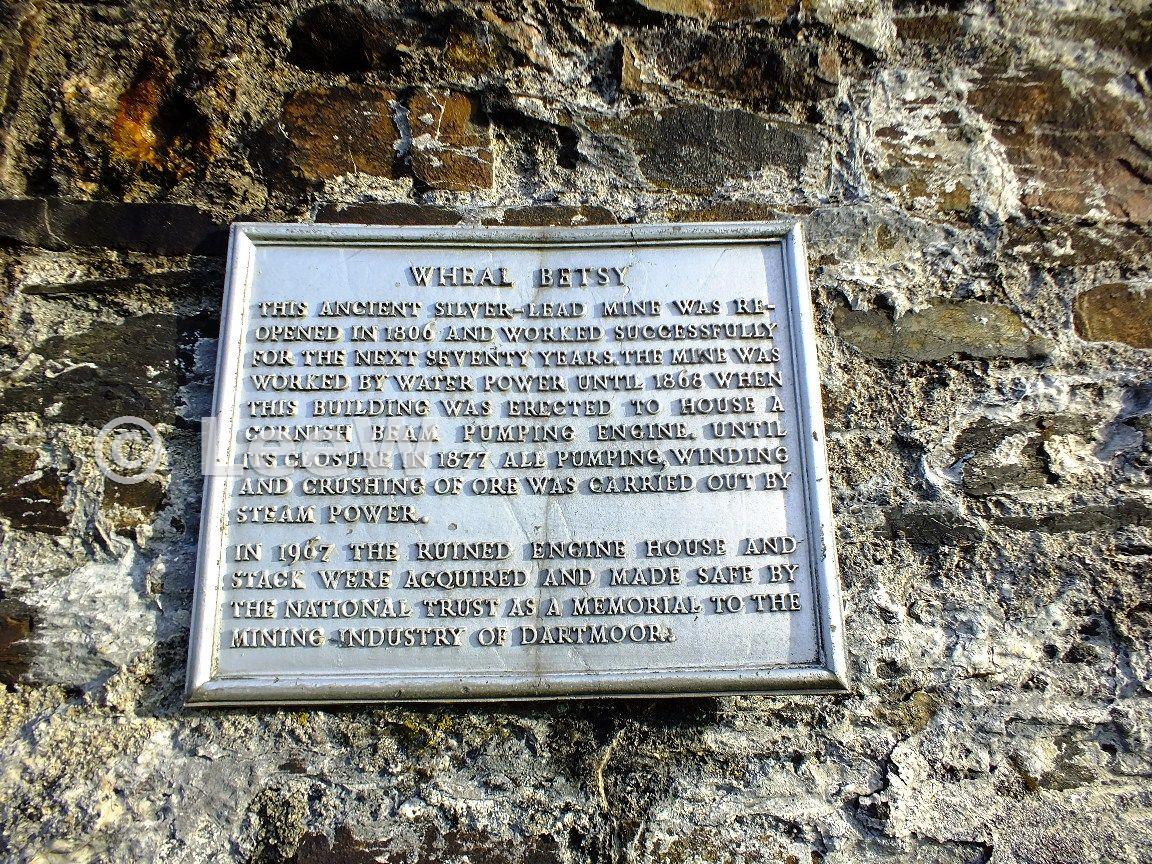 WHEAL BETSY
THIS ANCIENT SILVER-LEAD MINE WAS RE-
OPENED IN 1806 AND WORKED SUCCESSFULLY
FOR THE NEXT SEVENTY YEARS. THE MINE WAS
WORKED BY WATER POWER UNTIL 1868 WHEN
THIS BUILDING WAS ERECTED TO HOUSE A
CORNISH BEAM PUMPING ENGINE. UNTIL
ITS CLOSURE IN 1877 ALL PUMPING, WINDING
AND CRUSHING OF ORE WAS CARRIED OUT BY
STEAM POWER.
IN 1967 THE RUINED ENGINE HOUSE AND
STACK WERE ACQUIRED AND MADE SAFE BY
THE NATIONAL TRUST AS A MEMORIAL TO THE
MINING INDUSTRY OF DARTMOOR.
©